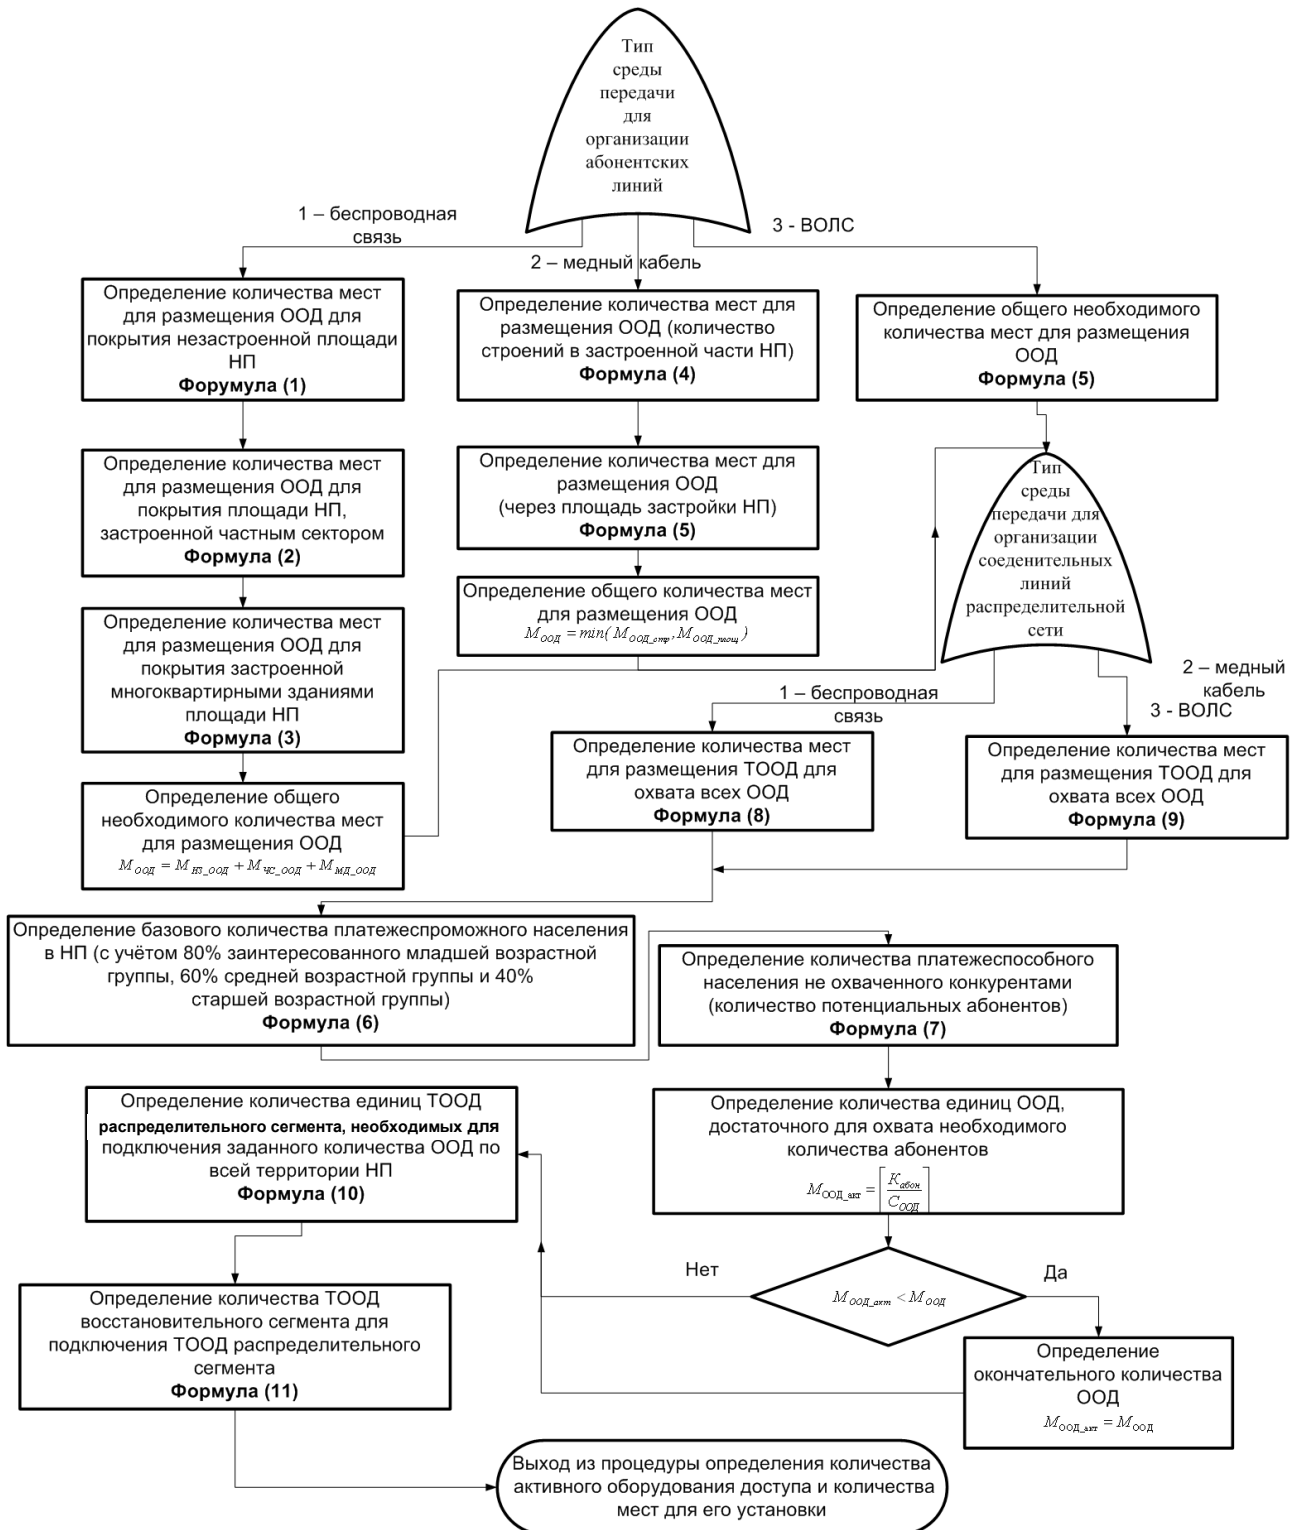 Тип
среды
передачи
для
организации
абонентских
линий
1 – беспроводная
связь
2 – медный кабель
3 - ВОЛС
Определение количества мест
для размещения ООД для
покрытия незастроенной площади
НП
Форумула (1)
Определение количества мест для
размещения ООД (количество
строений в застроенной части НП)
Формула (4)
Определение общего необходимого
количества мест для размещения
ООД
Формула (5)
Определение количества мест
для размещения ООД для
покрытия площади НП,
застроенной частным сектором
Формула (2)
Определение количества мест для
размещения ООД
(через площадь застройки НП)
Формула (5)
Тип
среды
передачи для
организации
соеденительных
линий
распределительной
сети
Определение количества мест
для размещения ООД для
покрытия застроенной
многоквартирными зданиями
площади НП
Формула (3)
Определение общего количества мест
для размещения ООД
M_ООД = min( M_ООД_стр , M_ООД_площ )
1 – беспроводная
связь
2 – медный
кабель
3 - ВОЛС
Определение общего
необходимого количества мест
для размещения ООД
M_ООД = M_НЗ_ООД + M_ЧС_ООД + M_МД_ООД
Определение количества мест
для размещения ТООД для
охвата всех ООД
Формула (8)
Определение количества мест
для размещения ТООД для
охвата всех ООД
Формула (9)
Определение базового количества платежеспроможного населения
в НП (с учётом 80% заинтересованного младшей возрастной
группы, 60% средней возрастной группы и 40%
старшей возрастной группы)
Формула (6)
Определение количества платежеспособного
населения не охваченного конкурентами
(количество потенциальных абонентов)
Формула (7)
Определение количества единиц ООД,
достаточного для охвата необходимого
количества абонентов
M_ООД_акт = ⌈K_абон / C_ООД⌉
Определение количества единиц ТООД
распределительного сегмента, необходимых для
подключения заданного количества ООД по
всей территории НП
Формула (10)
Нет
Да
M_ООД_акт < M_ООД
Определение
окончательного количества
ООД
M_ООД_акт = M_ООД
Определение количества ТООД
восстановительного сегмента для
подключения ТООД распределительного
сегмента
Формула (11)
Выход из процедуры определения количества
активного оборудования доступа и количества
мест для его установки